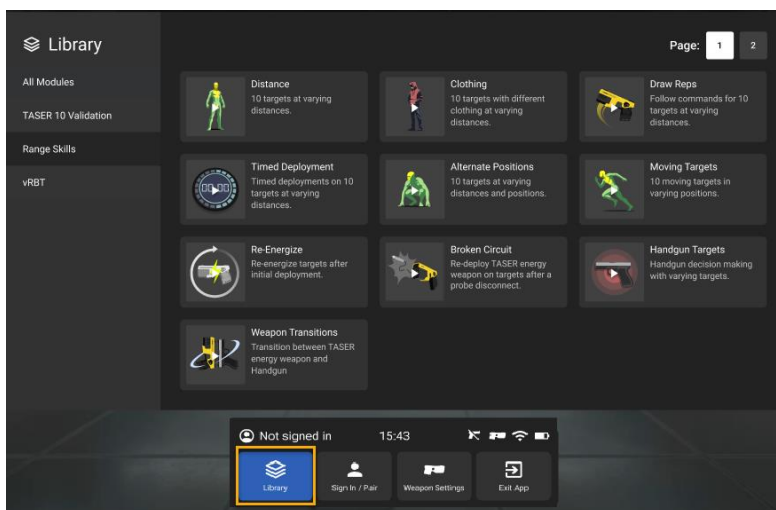 Library
Page: 1 2
All Modules
TASER 10 Validation
Range Skills
vRBT
Distance
10 targets at varying
distances.
Clothing
10 targets with different
clothing at varying
distances.
Draw Reps
Follow commands for 10
targets at varying
distances.
Timed Deployment
Timed deployments on 10
targets at varying
distances.
Alternate Positions
10 targets at varying
distances and positions.
Moving Targets
10 moving targets in
varying positions.
Re-Energize
Re-energize targets after
initial deployment.
Broken Circuit
Re-deploy TASER energy
weapon on targets after a
probe disconnect.
Handgun Targets
Handgun decision making
with varying targets.
Weapon Transitions
Transition between TASER
energy weapon and
Handgun
Not signed in 15:43
Library
Sign In / Pair
Weapon Settings
Exit App